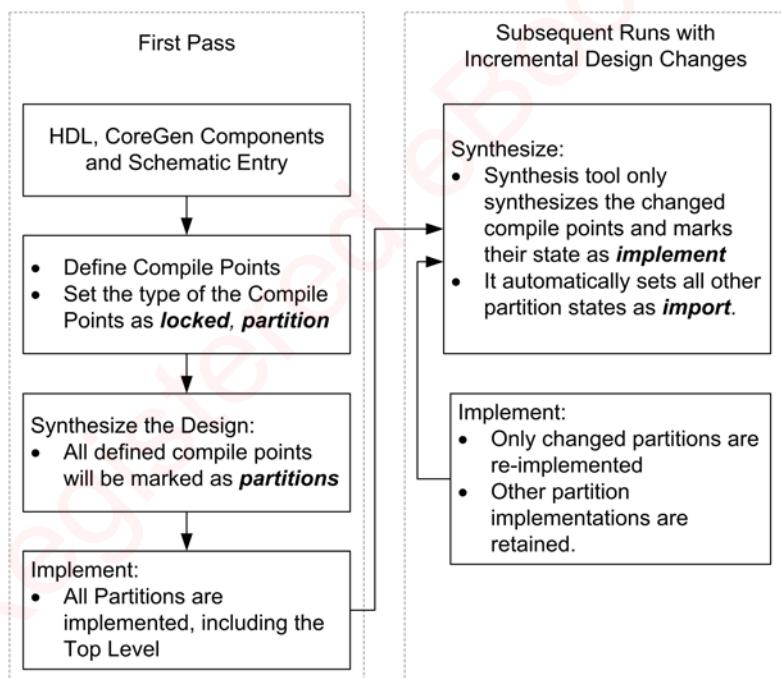 First Pass
HDL, CoreGen Components
and Schematic Entry
• Define Compile Points
• Set the type of the Compile
Points as locked, partition
Synthesize the Design:
• All defined compile points
will be marked as partitions
Implement:
• All Partitions are
implemented, including the
Top Level
Subsequent Runs with
Incremental Design Changes
Synthesize:
• Synthesis tool only
synthesizes the changed
compile points and marks
their state as implement
• It automatically sets all other
partition states as import.
Implement:
• Only changed partitions are
re-implemented
• Other partition
implementations are
retained.